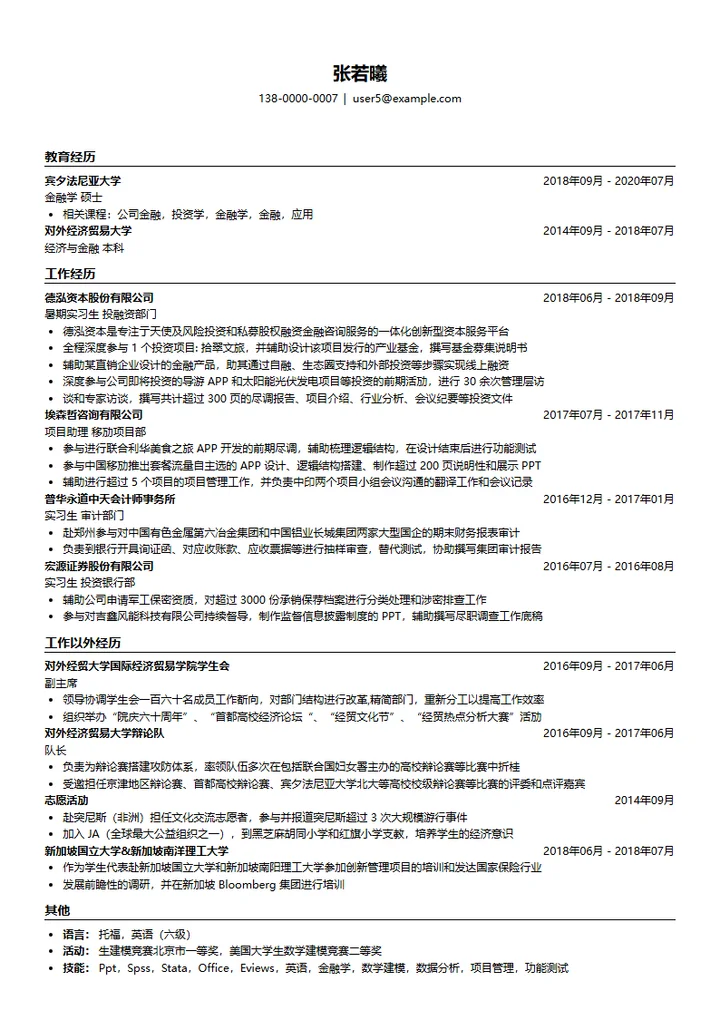 张若曦
138-0000-0007 | user5@example.com
教育经历
宾夕法尼亚大学 2018年09月 - 2020年07月
金融学 硕士
• 相关课程：公司金融，投资学，金融学，金融，应用
对外经济贸易大学 2014年09月 - 2018年07月
经济与金融 本科
工作经历
德泓资本股份有限公司 2018年06月 - 2018年09月
暑期实习生 投融资部门
• 德泓资本是专注于天使及风险投资和私募股权融资金融咨询服务的一体化创新型资本服务平台
• 全程深度参与 1 个投资项目: 拾翠文旅，并辅助设计该项目发行的产业基金，撰写基金募集说明书
• 辅助某直销企业设计的金融产品，助其通过自融、生态圈支持和外部投资等步骤实现线上融资
• 深度参与公司即将投资的导游 APP 和太阳能光伏发电项目等投资的前期活动，进行 30 余次管理层访
• 谈和专家访谈，撰写共计超过 300 页的尽调报告、项目介绍、行业分析、会议纪要等投资文件
埃森哲咨询有限公司 2017年07月 - 2017年11月
项目助理 移动项目部
• 参与进行联合利华美食之旅 APP 开发的前期尽调，辅助梳理逻辑结构，在设计结束后进行功能测试
• 参与中国移动推出套餐流量自主选的 APP 设计、逻辑结构搭建、制作超过 200 页说明性和展示 PPT
• 辅助进行超过 5 个项目的项目管理工作，并负责中印两个项目小组会议沟通的翻译工作和会议记录
普华永道中天会计师事务所 2016年12月 - 2017年01月
实习生 审计部门
• 赴郑州参与对中国有色金属第六冶金集团和中国铝业长城集团两家大型国企的期末财务报表审计
• 负责到银行开具询证函、对应收账款、应收票据等进行抽样审查，替代测试，协助撰写集团审计报告
宏源证券股份有限公司 2016年07月 - 2016年08月
实习生 投资银行部
• 辅助公司申请军工保密资质，对超过 3000 份承销保荐档案进行分类处理和涉密排查工作
• 参与对吉鑫风能科技有限公司持续督导，制作监督信息披露制度的 PPT，辅助撰写尽职调查工作底稿
工作以外经历
对外经贸大学国际经济贸易学院学生会 2016年09月 - 2017年06月
副主席
• 领导协调学生会一百六十名成员工作动向，对部门结构进行改革,精简部门，重新分工以提高工作效率
• 组织举办“院庆六十周年”、“首都高校经济论坛“、“经贸文化节”、“经贸热点分析大赛”活动
对外经济贸易大学辩论队 2016年09月 - 2017年06月
队长
• 负责为辩论赛搭建攻防体系，率领队伍多次在包括联合国妇女署主办的高校辩论赛等比赛中折桂
• 受邀担任京津地区辩论赛、首都高校辩论赛、宾夕法尼亚大学北大等高校校级辩论赛等比赛的评委和点评嘉宾
志愿活动 2014年09月
• 赴突尼斯（非洲）担任文化交流志愿者，参与并报道突尼斯超过 3 次大规模游行事件
• 加入 JA（全球最大公益组织之一），到黑芝麻胡同小学和红旗小学支教，培养学生的经济意识
新加坡国立大学&新加坡南洋理工大学 2018年06月 - 2018年07月
• 作为学生代表赴新加坡国立大学和新加坡南阳理工大学参加创新管理项目的培训和发达国家保险行业
• 发展前瞻性的调研，并在新加坡 Bloomberg 集团进行培训
其他
• 语言： 托福，英语（六级）
• 活动： 生建模竞赛北京市一等奖，美国大学生数学建模竞赛二等奖
• 技能： Ppt，Spss，Stata，Office，Eviews，英语，金融学，数学建模，数据分析，项目管理，功能测试